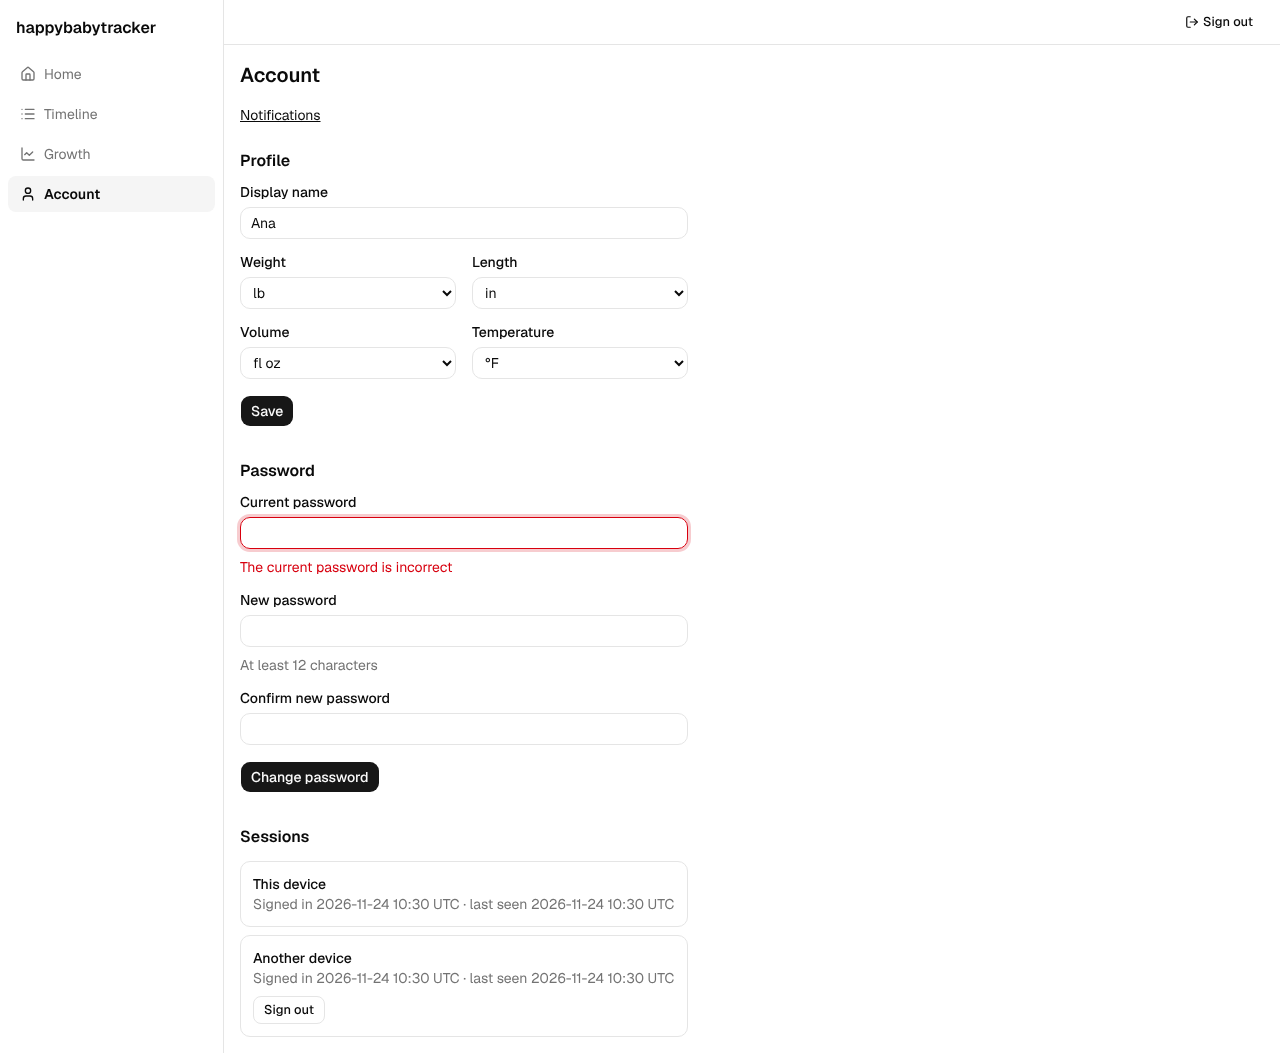 happybabytracker
Sign out
Home
Timeline
Growth
Account
Account
Notifications
Profile
Display name
Ana
Weight
Length
lb
in
Volume
Temperature
fl oz
°F
Save
Password
Current password
The current password is incorrect
New password
At least 12 characters
Confirm new password
Change password
Sessions
This device
Signed in 2026-11-24 10:30 UTC · last seen 2026-11-24 10:30 UTC
Another device
Signed in 2026-11-24 10:30 UTC · last seen 2026-11-24 10:30 UTC
Sign out